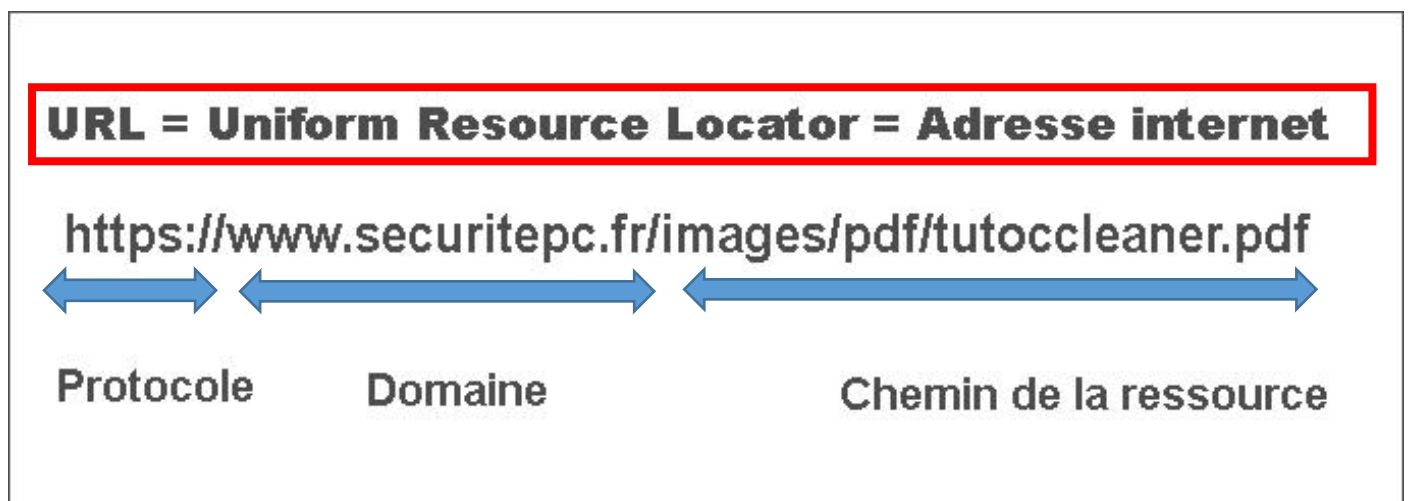 URL = Uniform Resource Locator = Adresse internet
https://www.securitepc.fr/images/pdf/tutoccleaner.pdf
Protocole Domaine Chemin de la ressource